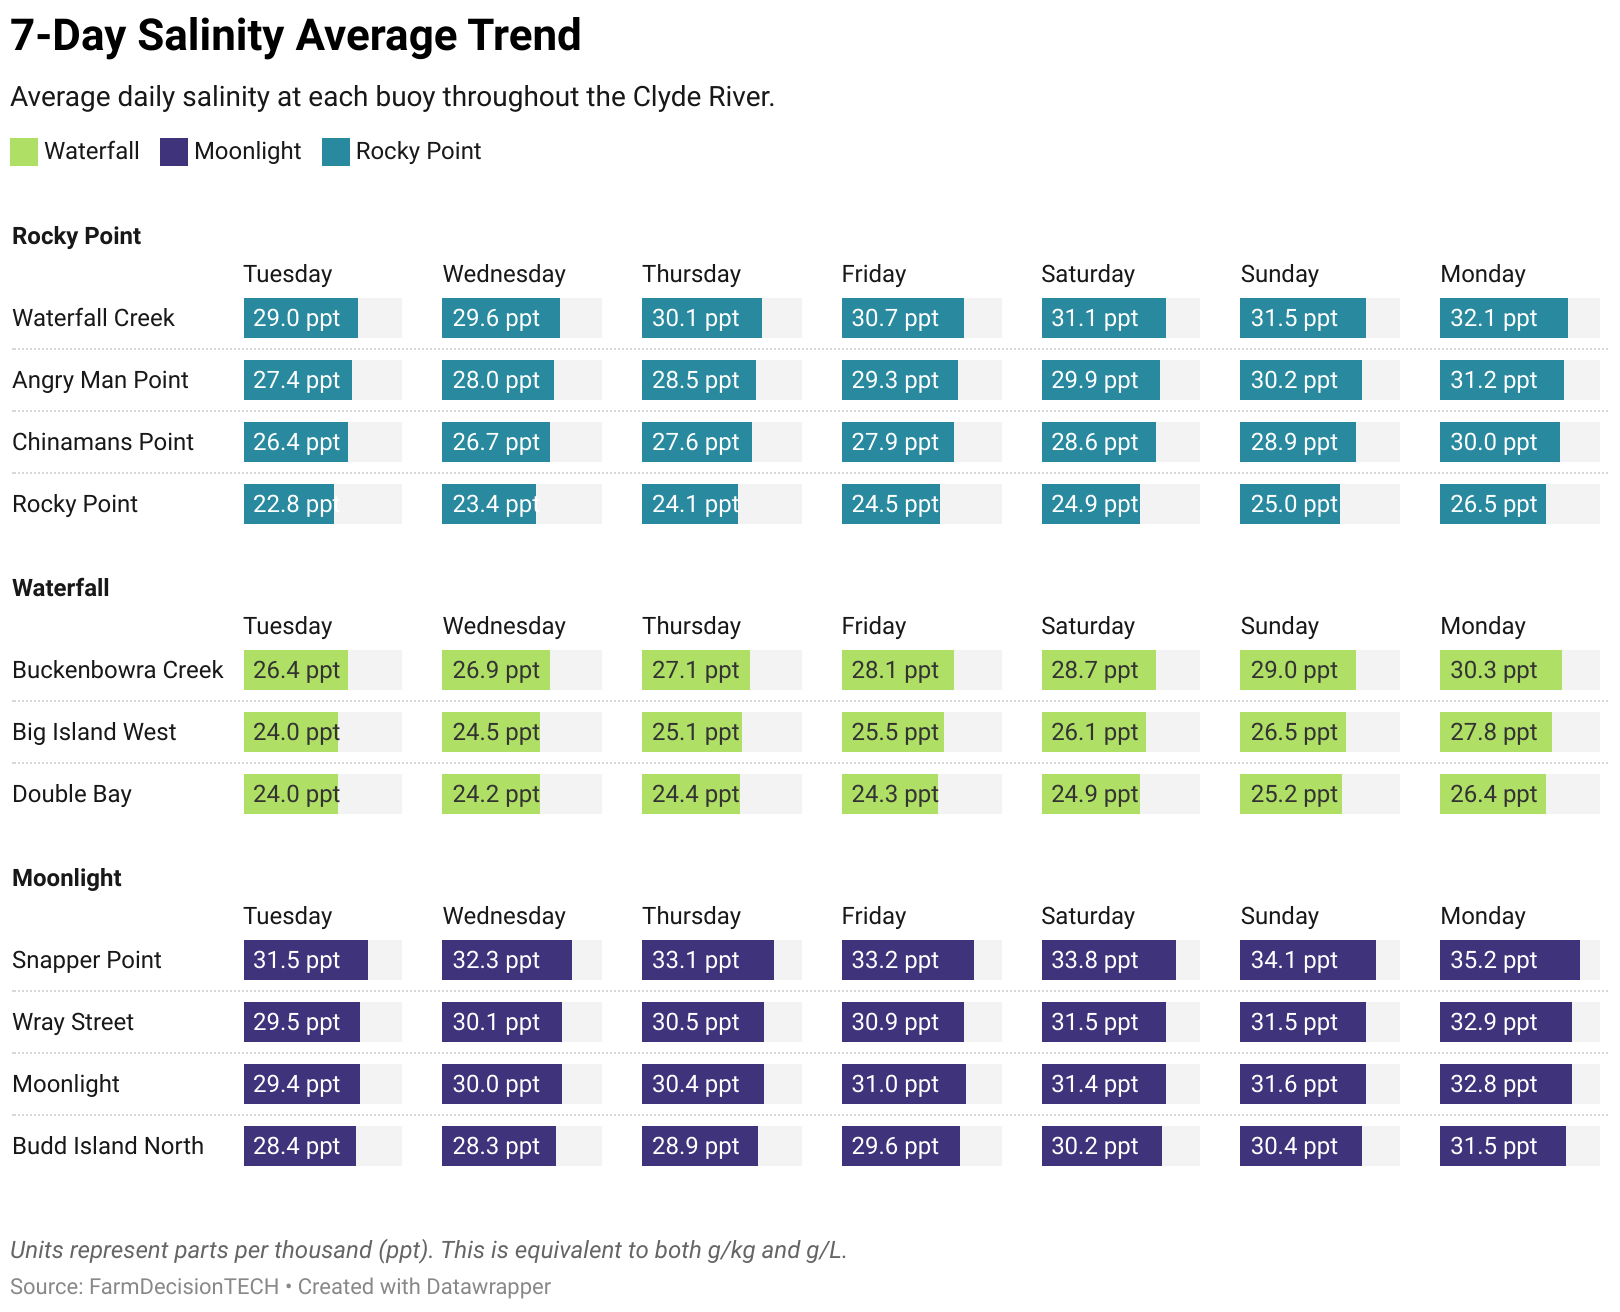 7-Day Salinity Average Trend
Average daily salinity at each buoy throughout the Clyde River.
Waterfall Moonlight Rocky Point
Rocky Point
Tuesday Wednesday Thursday Friday Saturday Sunday Monday
Waterfall Creek 29.0 ppt 29.6 ppt 30.1 ppt 30.7 ppt 31.1 ppt 31.5 ppt 32.1 ppt
Angry Man Point 27.4 ppt 28.0 ppt 28.5 ppt 29.3 ppt 29.9 ppt 30.2 ppt 31.2 ppt
Chinamans Point 26.4 ppt 26.7 ppt 27.6 ppt 27.9 ppt 28.6 ppt 28.9 ppt 30.0 ppt
Rocky Point 22.8 ppt 23.4 ppt 24.1 ppt 24.5 ppt 24.9 ppt 25.0 ppt 26.5 ppt
Waterfall
Tuesday Wednesday Thursday Friday Saturday Sunday Monday
Buckenbowra Creek 26.4 ppt 26.9 ppt 27.1 ppt 28.1 ppt 28.7 ppt 29.0 ppt 30.3 ppt
Big Island West 24.0 ppt 24.5 ppt 25.1 ppt 25.5 ppt 26.1 ppt 26.5 ppt 27.8 ppt
Double Bay 24.0 ppt 24.2 ppt 24.4 ppt 24.3 ppt 24.9 ppt 25.2 ppt 26.4 ppt
Moonlight
Tuesday Wednesday Thursday Friday Saturday Sunday Monday
Snapper Point 31.5 ppt 32.3 ppt 33.1 ppt 33.2 ppt 33.8 ppt 34.1 ppt 35.2 ppt
Wray Street 29.5 ppt 30.1 ppt 30.5 ppt 30.9 ppt 31.5 ppt 31.5 ppt 32.9 ppt
Moonlight 29.4 ppt 30.0 ppt 30.4 ppt 31.0 ppt 31.4 ppt 31.6 ppt 32.8 ppt
Budd Island North 28.4 ppt 28.3 ppt 28.9 ppt 29.6 ppt 30.2 ppt 30.4 ppt 31.5 ppt
Units represent parts per thousand (ppt). This is equivalent to both g/kg and g/L.
Source: FarmDecisionTECH • Created with Datawrapper